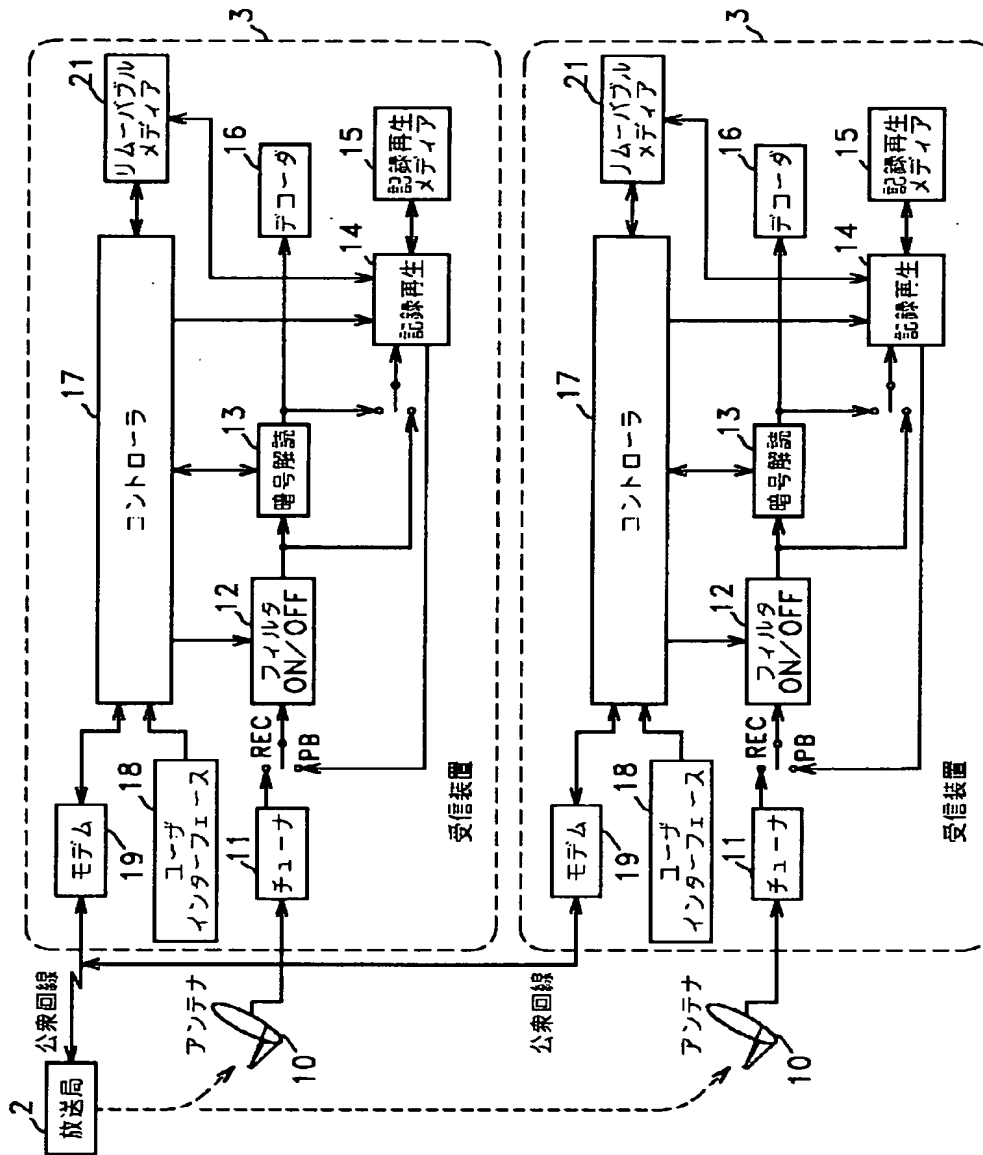 2
放送局
公衆回線
アンテナ
10
3
モデム
19
18
ユーザ
インターフェース
11
チューナ
REC
PB
17
コントローラ
12
フィルタ
ON/OFF
13
暗号解読
21
リムーバブル
メディア
16
デコーダ
14
記録再生
15
記録再生
メディア
受信装置
公衆回線
アンテナ
10
3
モデム
19
18
ユーザ
インターフェース
11
チューナ
REC
PB
17
コントローラ
12
フィルタ
ON/OFF
13
暗号解読
21
リムーバブル
メディア
16
デコーダ
14
記録再生
15
記録再生
メディア
受信装置